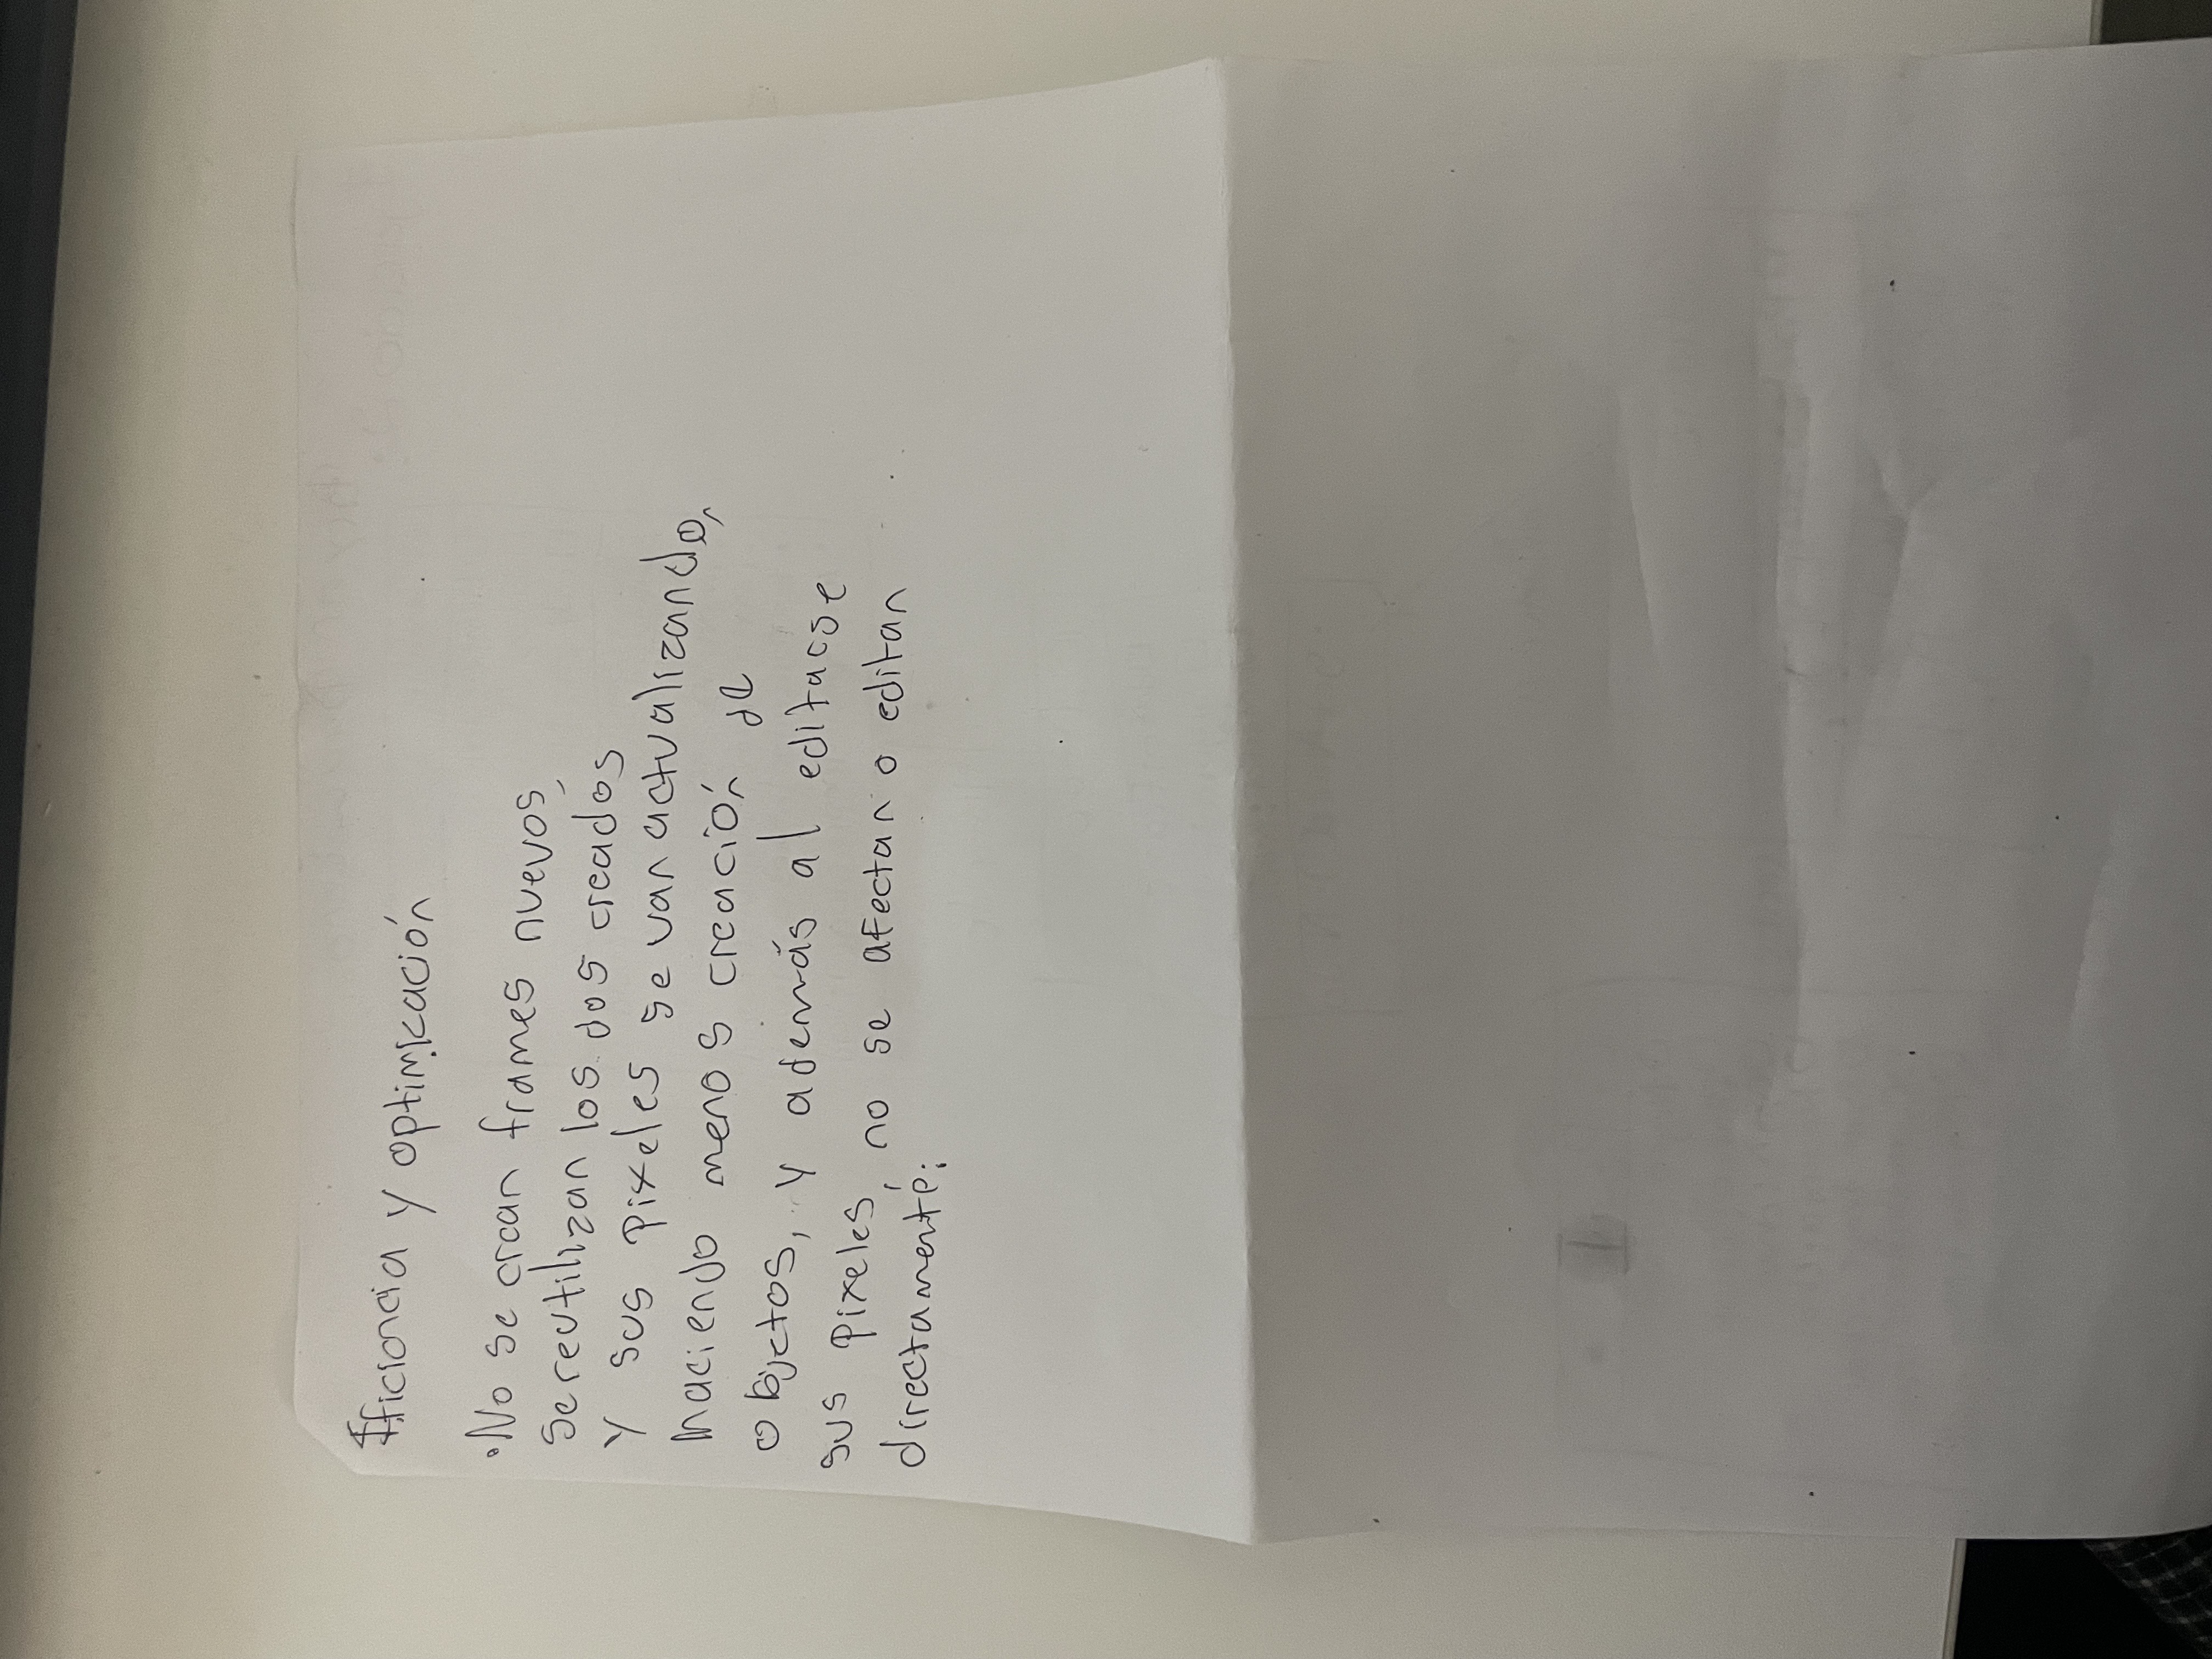 Eficiencia y optimización
•No se crean frames nuevos,
se reutilizan los dos creados
Y sus pixeles se van actualizando,
haciendo menos creación de
objetos, y además al editarse
sus pixeles, no se afectan o editan
directamente.